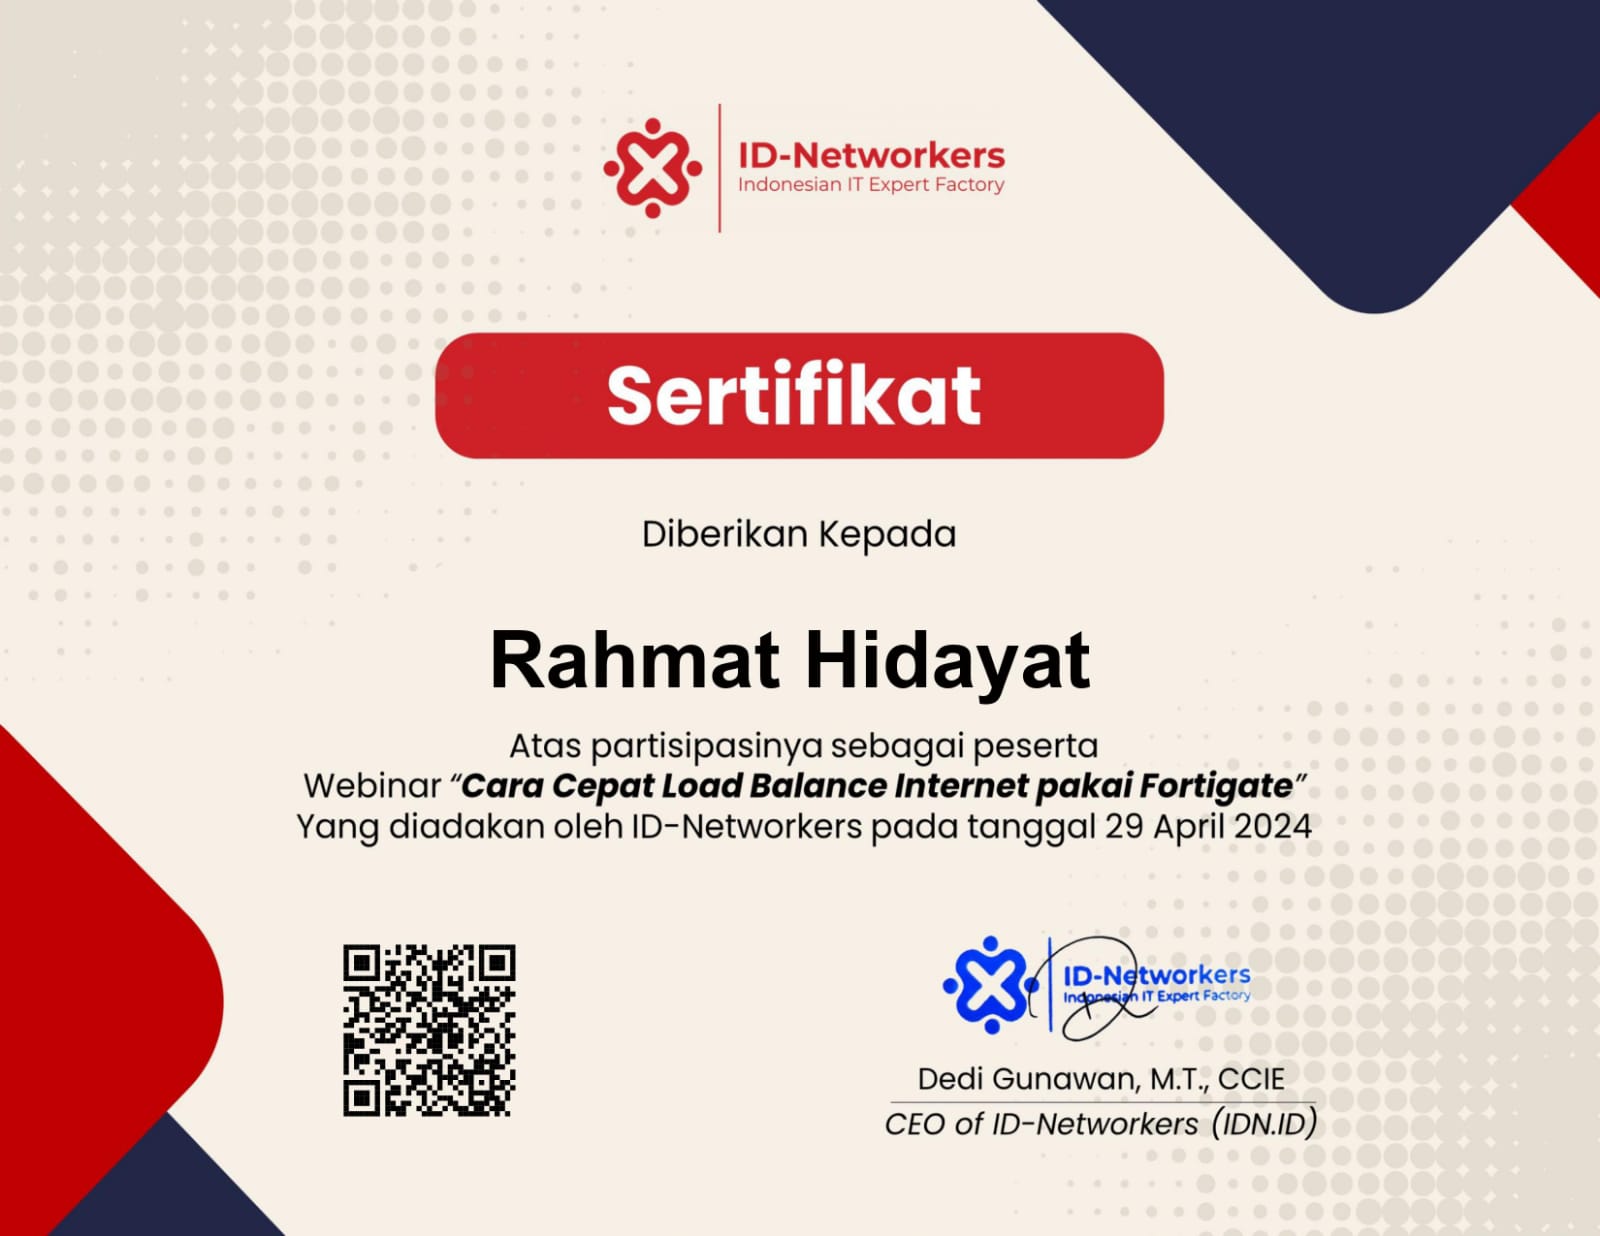 ID-Networkers
Indonesian IT Expert Factory
Sertifikat
Diberikan Kepada
Rahmat Hidayat
Atas partisipasinya sebagai peserta
Webinar “Cara Cepat Load Balance Internet pakai Fortigate”
Yang diadakan oleh ID-Networkers pada tanggal 29 April 2024
ID-Networkers
Indonesian IT Expert Factory
Dedi Gunawan, M.T., CCIE
CEO of ID-Networkers (IDN.ID)